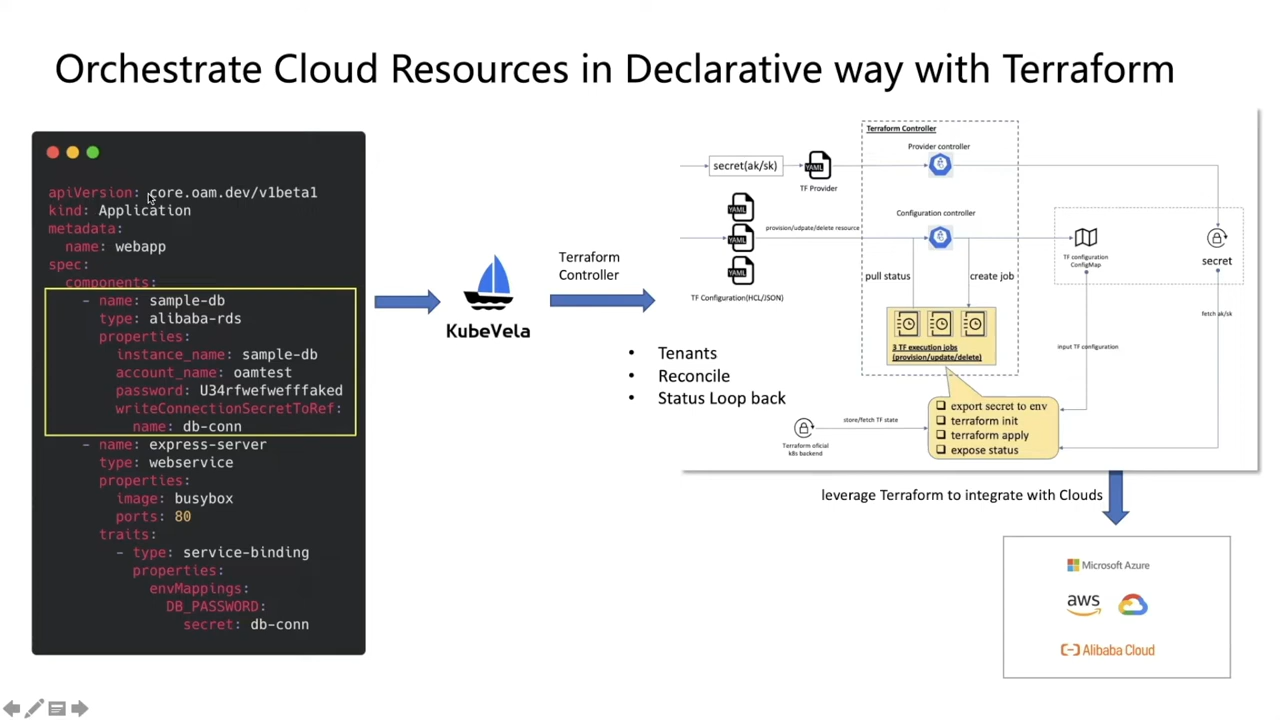 Orchestrate Cloud Resources in Declarative way with Terraform
apiVersion: core.oam.dev/v1beta1
kind: Application
metadata:
name: webapp
spec:
components:
- name: sample-db
type: alibaba-rds
properties:
instance_name: sample-db
account_name: oamtest
password: U34rfwefwefffaked
writeConnectionSecretToRef:
name: db-conn
- name: express-server
type: webservice
properties:
image: busybox
ports: 80
traits:
- type: service-binding
properties:
envMappings:
DB_PASSWORD:
secret: db-conn
KubeVela
Terraform
Controller
• Tenants
• Reconcile
• Status Loop back
Terraform Controller
Provider controller
secret(ak/sk)
YAML
TF Provider
Configuration controller
YAML
YAML
YAML
provision/udpate/delete resource
TF Configuration(HCL/JSON)
pull status
create job
TF configuration
ConfigMap
secret
fetch ak/sk
input TF configuration
3 TF execution jobs
(provision/update/delete)
export secret to env
terraform init
terraform apply
expose status
store/fetch TF state
Terraform oficial
k8s backend
leverage Terraform to integrate with Clouds
Microsoft Azure
aws
Alibaba Cloud